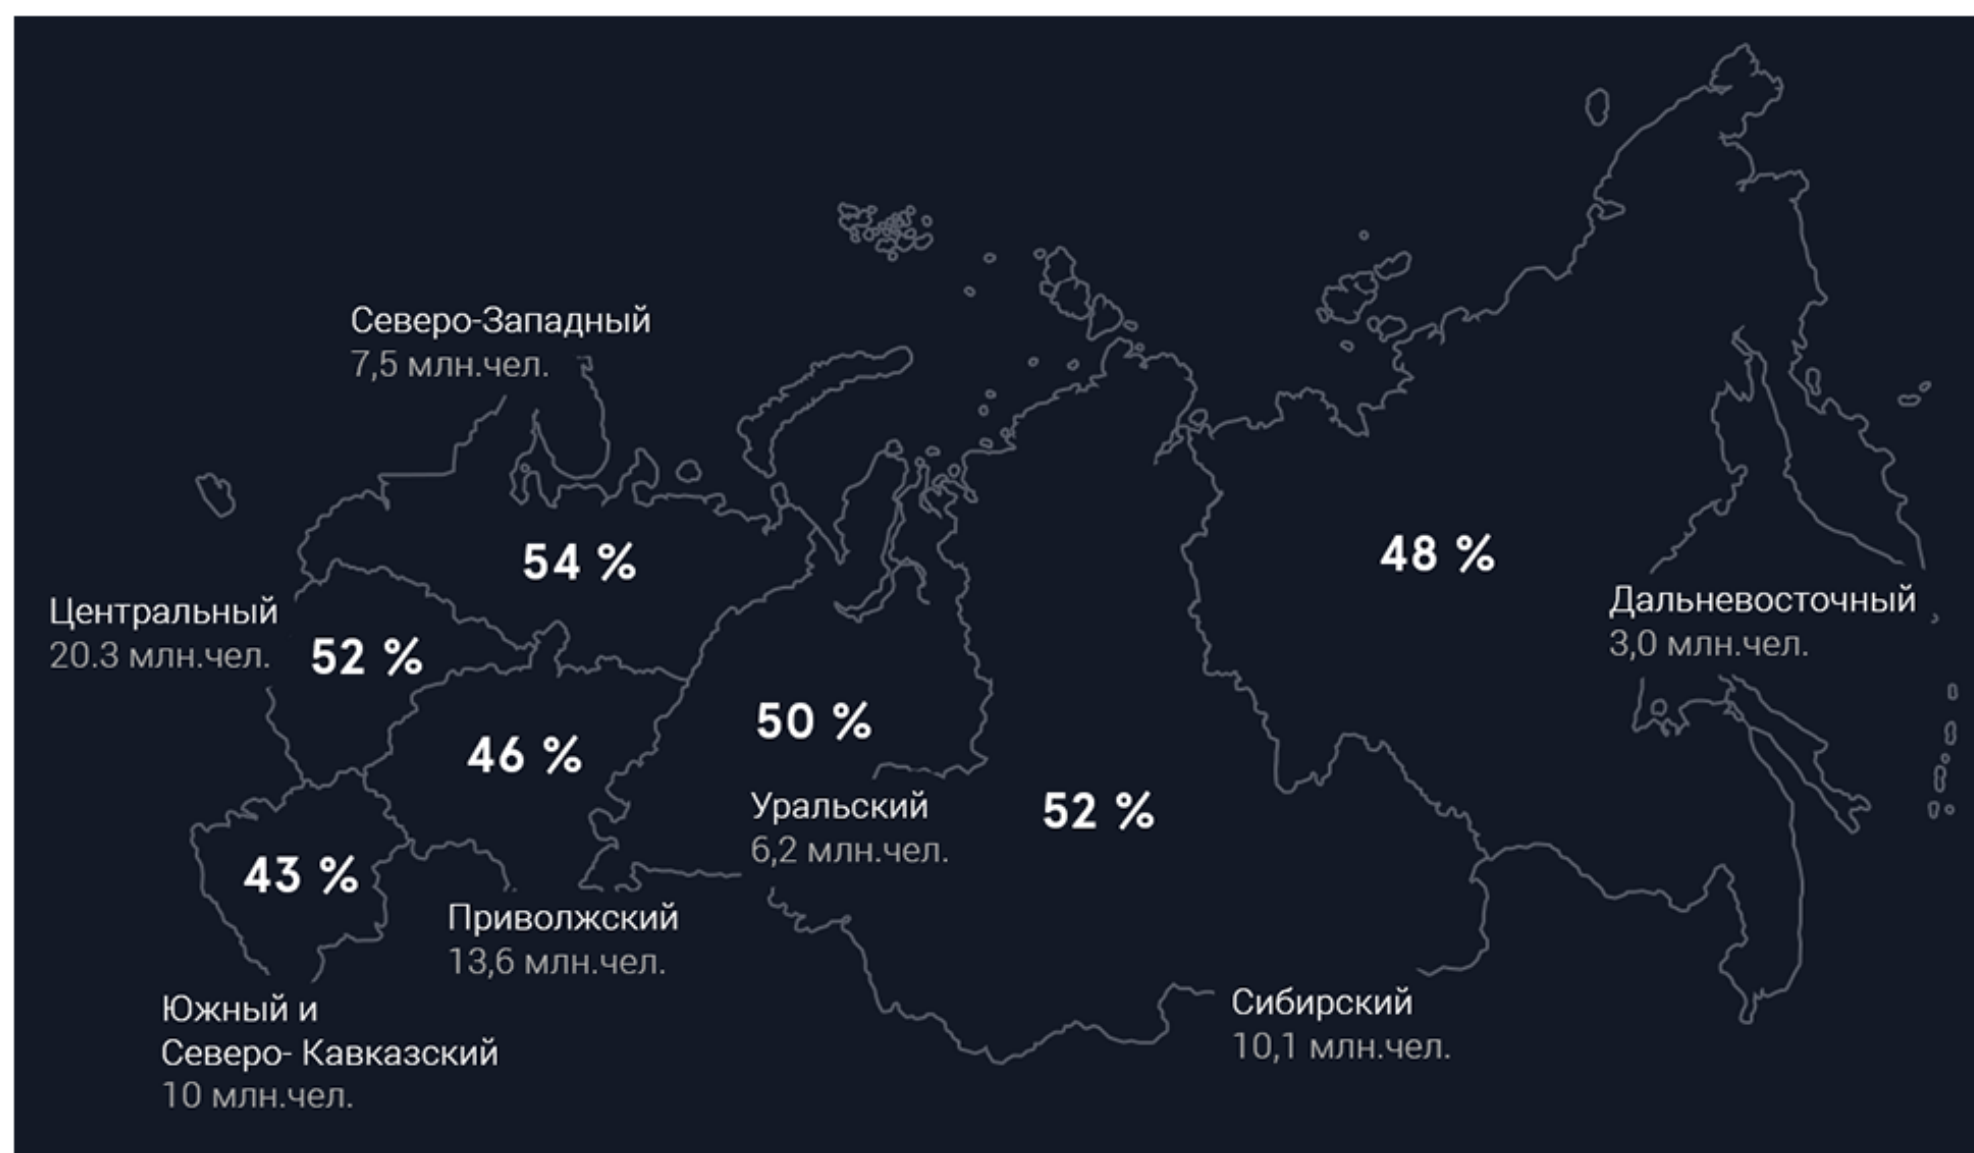 Северо-Западный
7,5 млн.чел.
54 %
48 %
Дальневосточный
3,0 млн.чел.
Центральный
20.3 млн.чел.
52 %
46 %
50 %
Уральский
6,2 млн.чел.
52 %
43 %
Приволжский
13,6 млн.чел.
Южный и
Северо- Кавказский
10 млн.чел.
Сибирский
10,1 млн.чел.